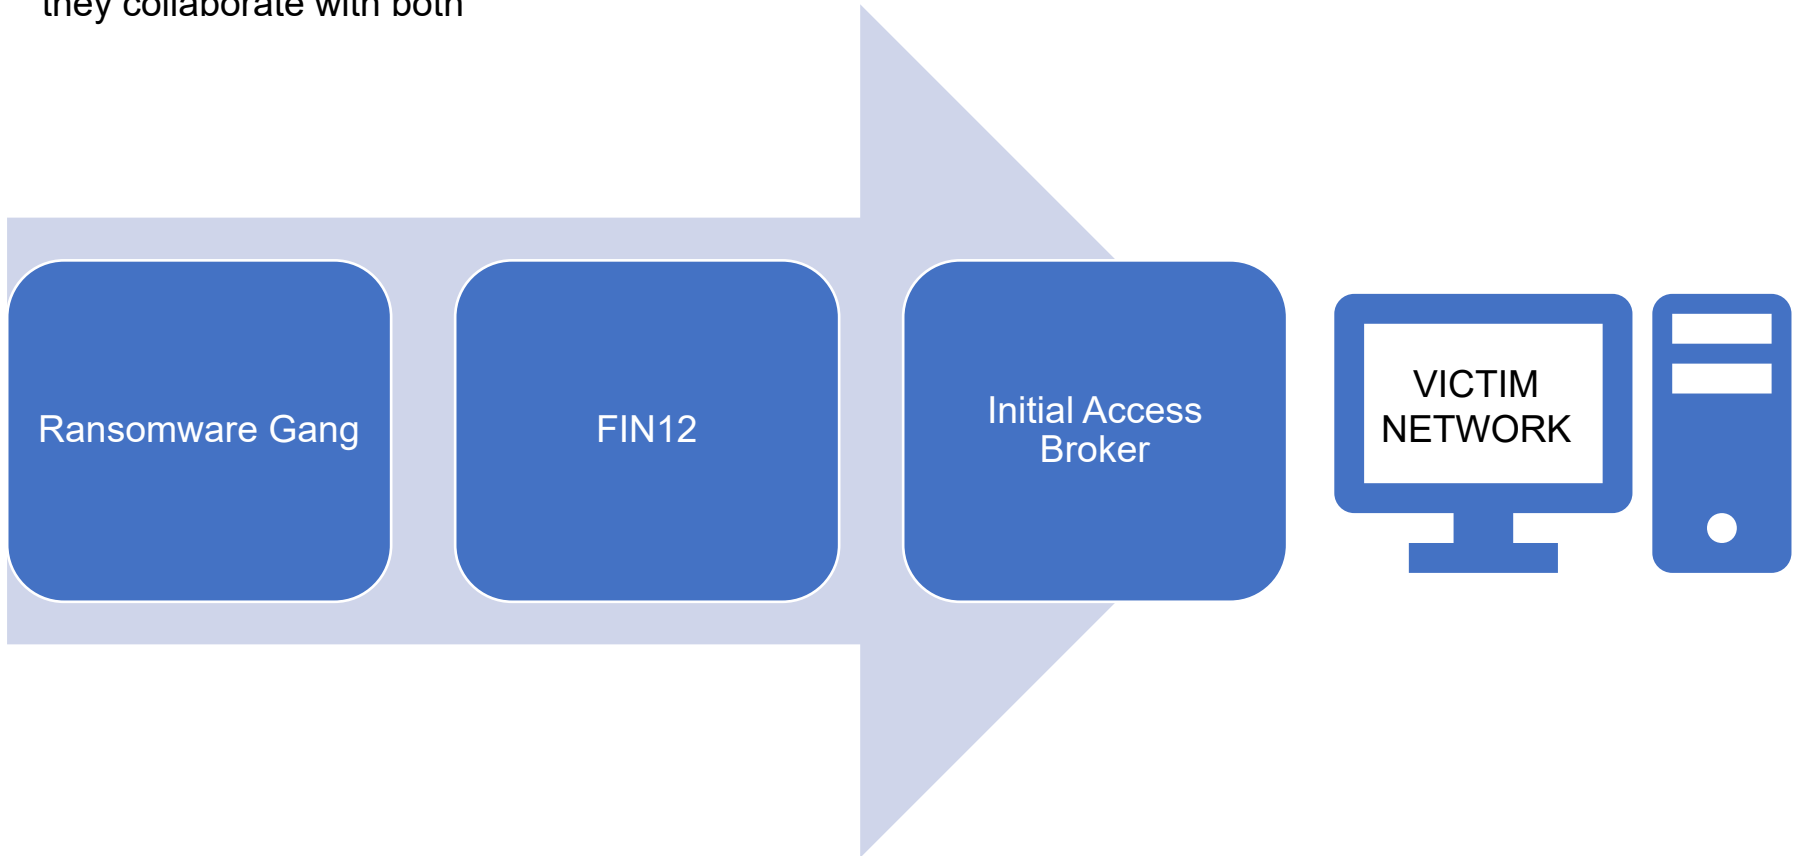 they collaborate with both
Ransomware Gang
FIN12
Initial Access
Broker
VICTIM
NETWORK